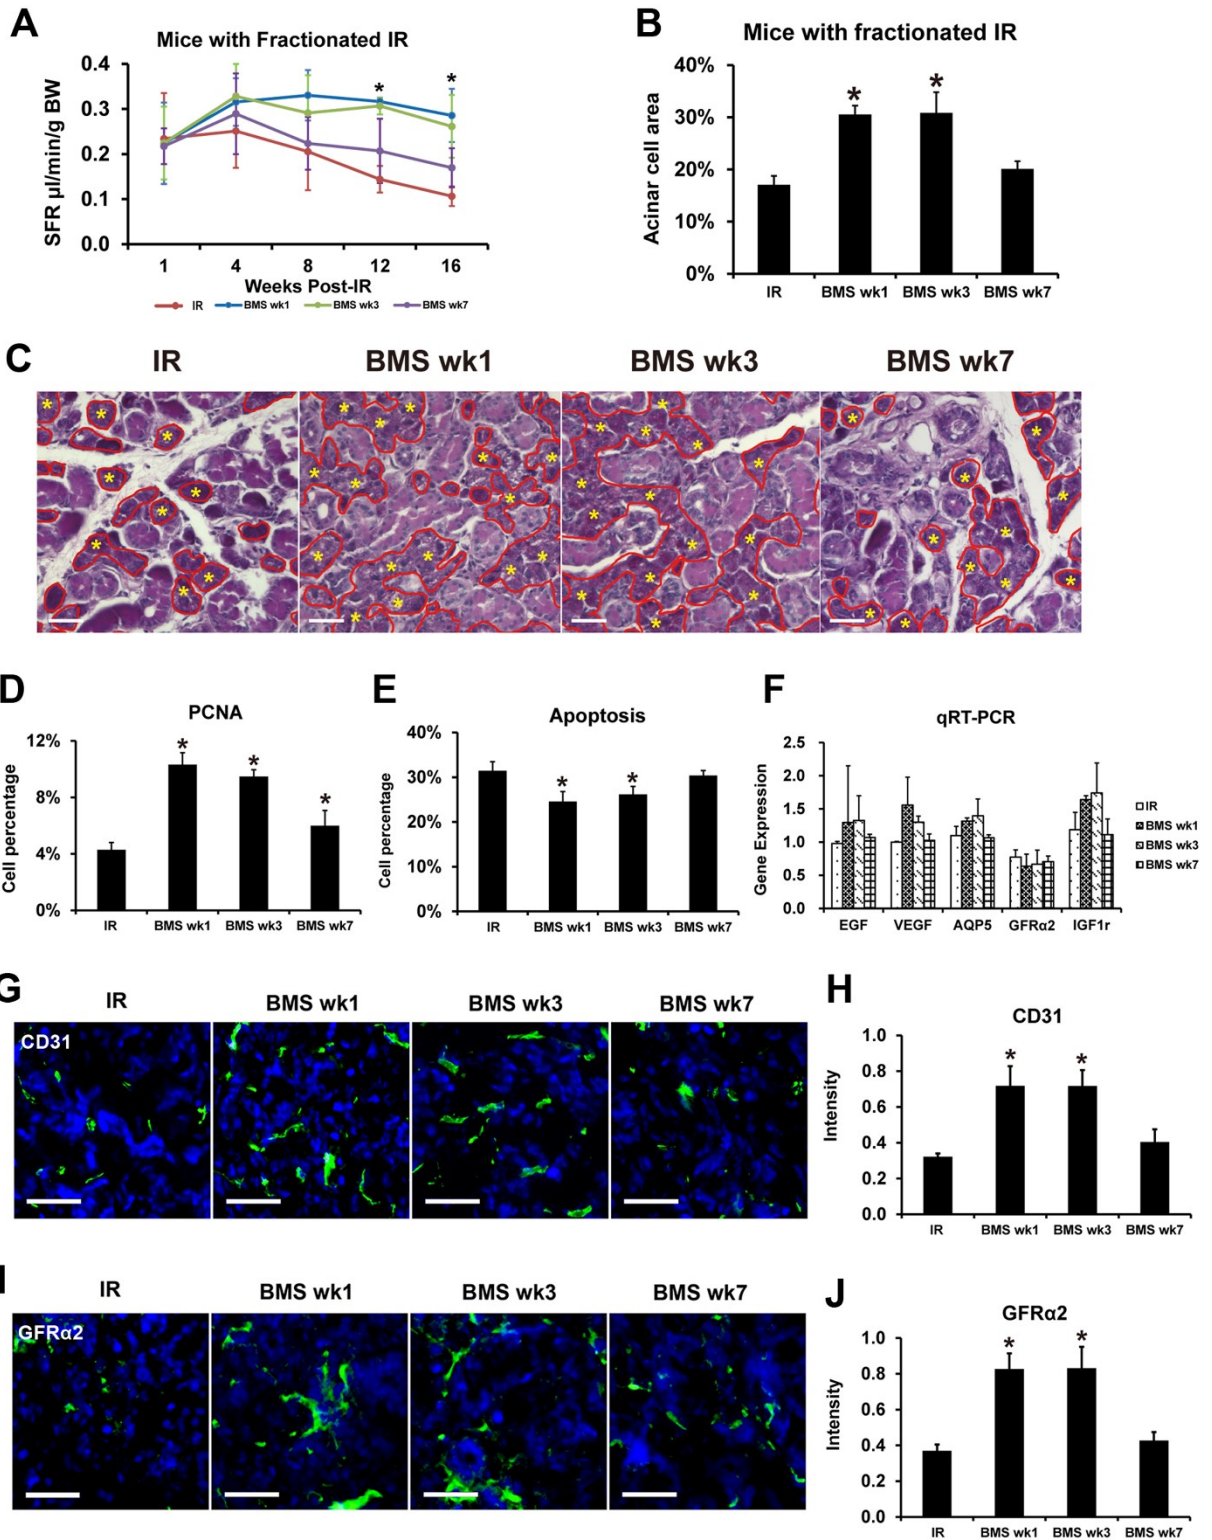 A
Mice with Fractionated IR
SFR µl/min/g BW
0.4
0.3
0.2
0.1
0.0
* *
1 4 8 12 16
Weeks Post-IR
IR BMS wk1 BMS wk3 BMS wk7
B
Mice with fractionated IR
Acinar cell area
40%
30%
20%
10%
0%
* *
IR BMS wk1 BMS wk3 BMS wk7
C
IR BMS wk1 BMS wk3 BMS wk7
D
PCNA
Cell percentage
12%
8%
4%
0%
* * *
IR BMS wk1 BMS wk3 BMS wk7
E
Apoptosis
Cell percentage
40%
30%
20%
10%
0%
* *
IR BMS wk1 BMS wk3 BMS wk7
F
qRT-PCR
Gene Expression
2.5
2.0
1.5
1.0
0.5
0.0
EGF VEGF AQP5 GFRα2 IGF1r
IR
BMS wk1
BMS wk3
BMS wk7
G
IR BMS wk1 BMS wk3 BMS wk7
CD31
H
CD31
Intensity
1.0
0.8
0.6
0.4
0.2
0.0
* *
IR BMS wk1 BMS wk3 BMS wk7
I
IR BMS wk1 BMS wk3 BMS wk7
GFRα2
J
GFRα2
Intensity
1.0
0.8
0.6
0.4
0.2
0.0
* *
IR BMS wk1 BMS wk3 BMS wk7